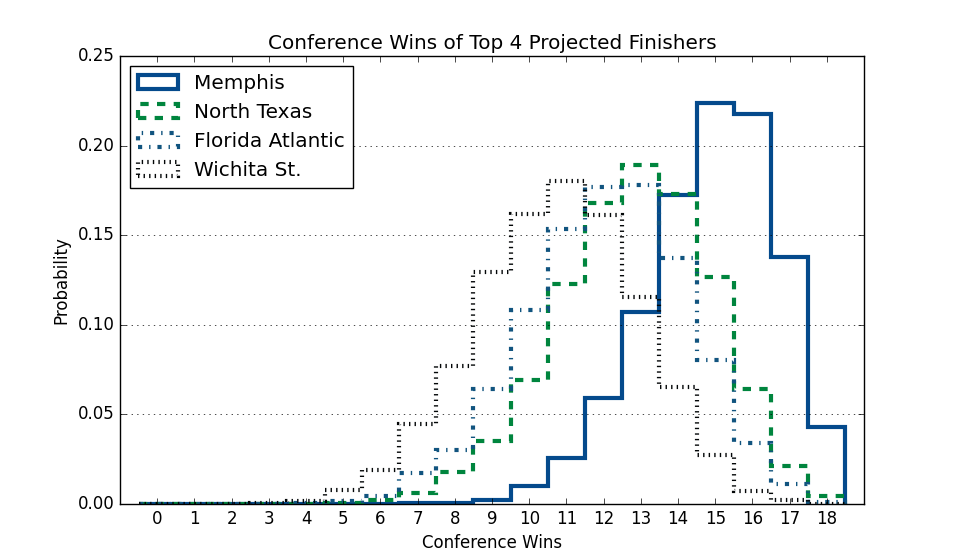 Conference Wins of Top 4 Projected Finishers
0.25
0.20
0.15
0.10
0.05
0.00
Probability
Memphis
North Texas
Florida Atlantic
Wichita St.
0 1 2 3 4 5 6 7 8 9 10 11 12 13 14 15 16 17 18
Conference Wins